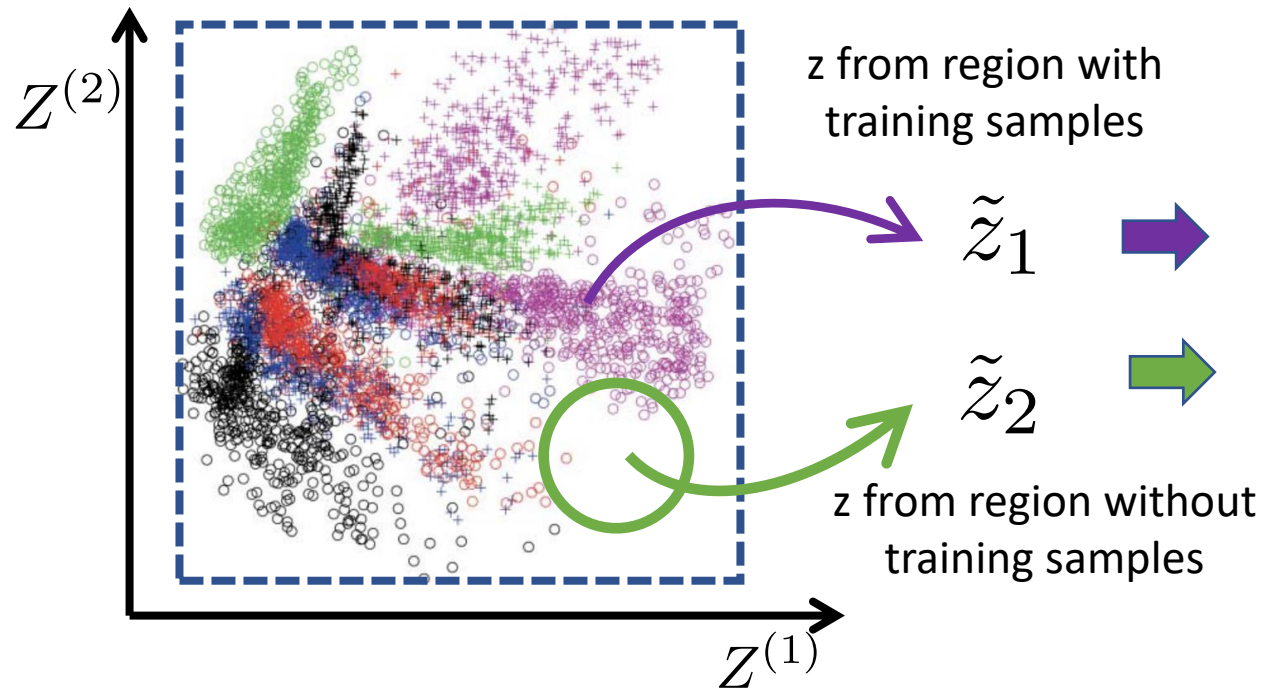 Z^(2)
z from region with
training samples
z̃_1
z̃_2
z from region without
training samples
Z^(1)